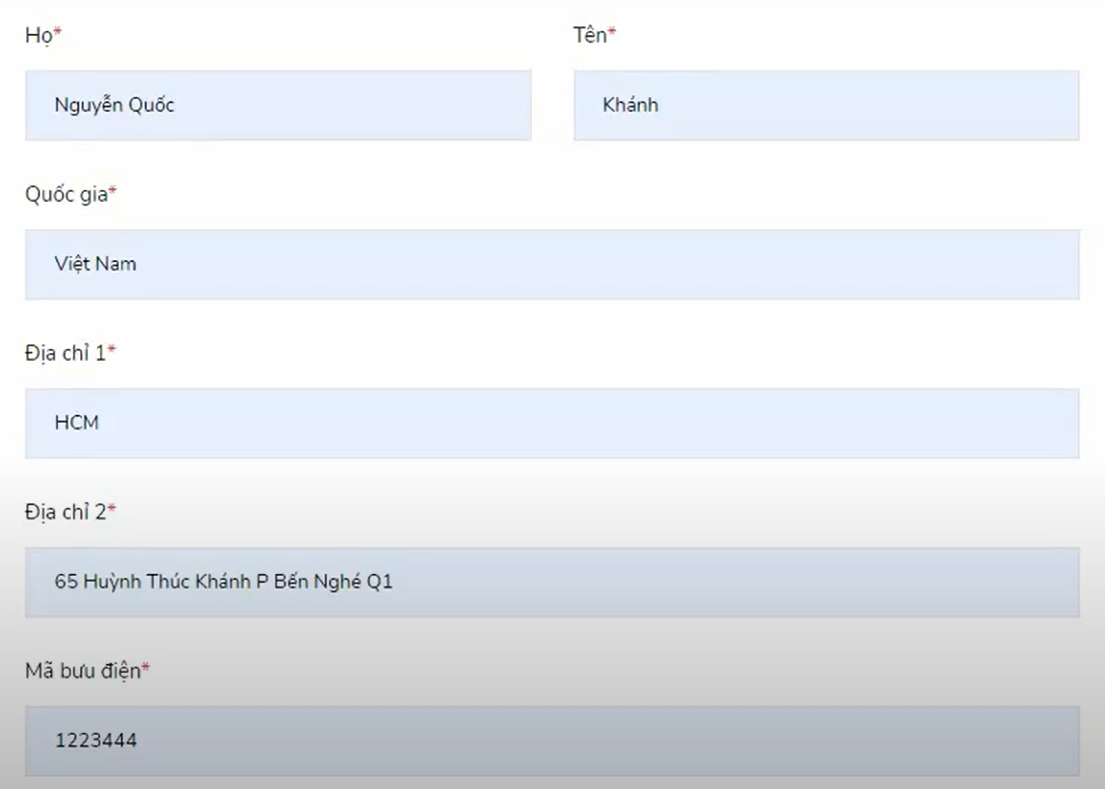 Họ*
Tên*
Nguyễn Quốc
Khánh
Quốc gia*
Việt Nam
Địa chỉ 1*
HCM
Địa chỉ 2*
65 Huỳnh Thúc Khánh P Bến Nghé Q1
Mã bưu điện*
1223444